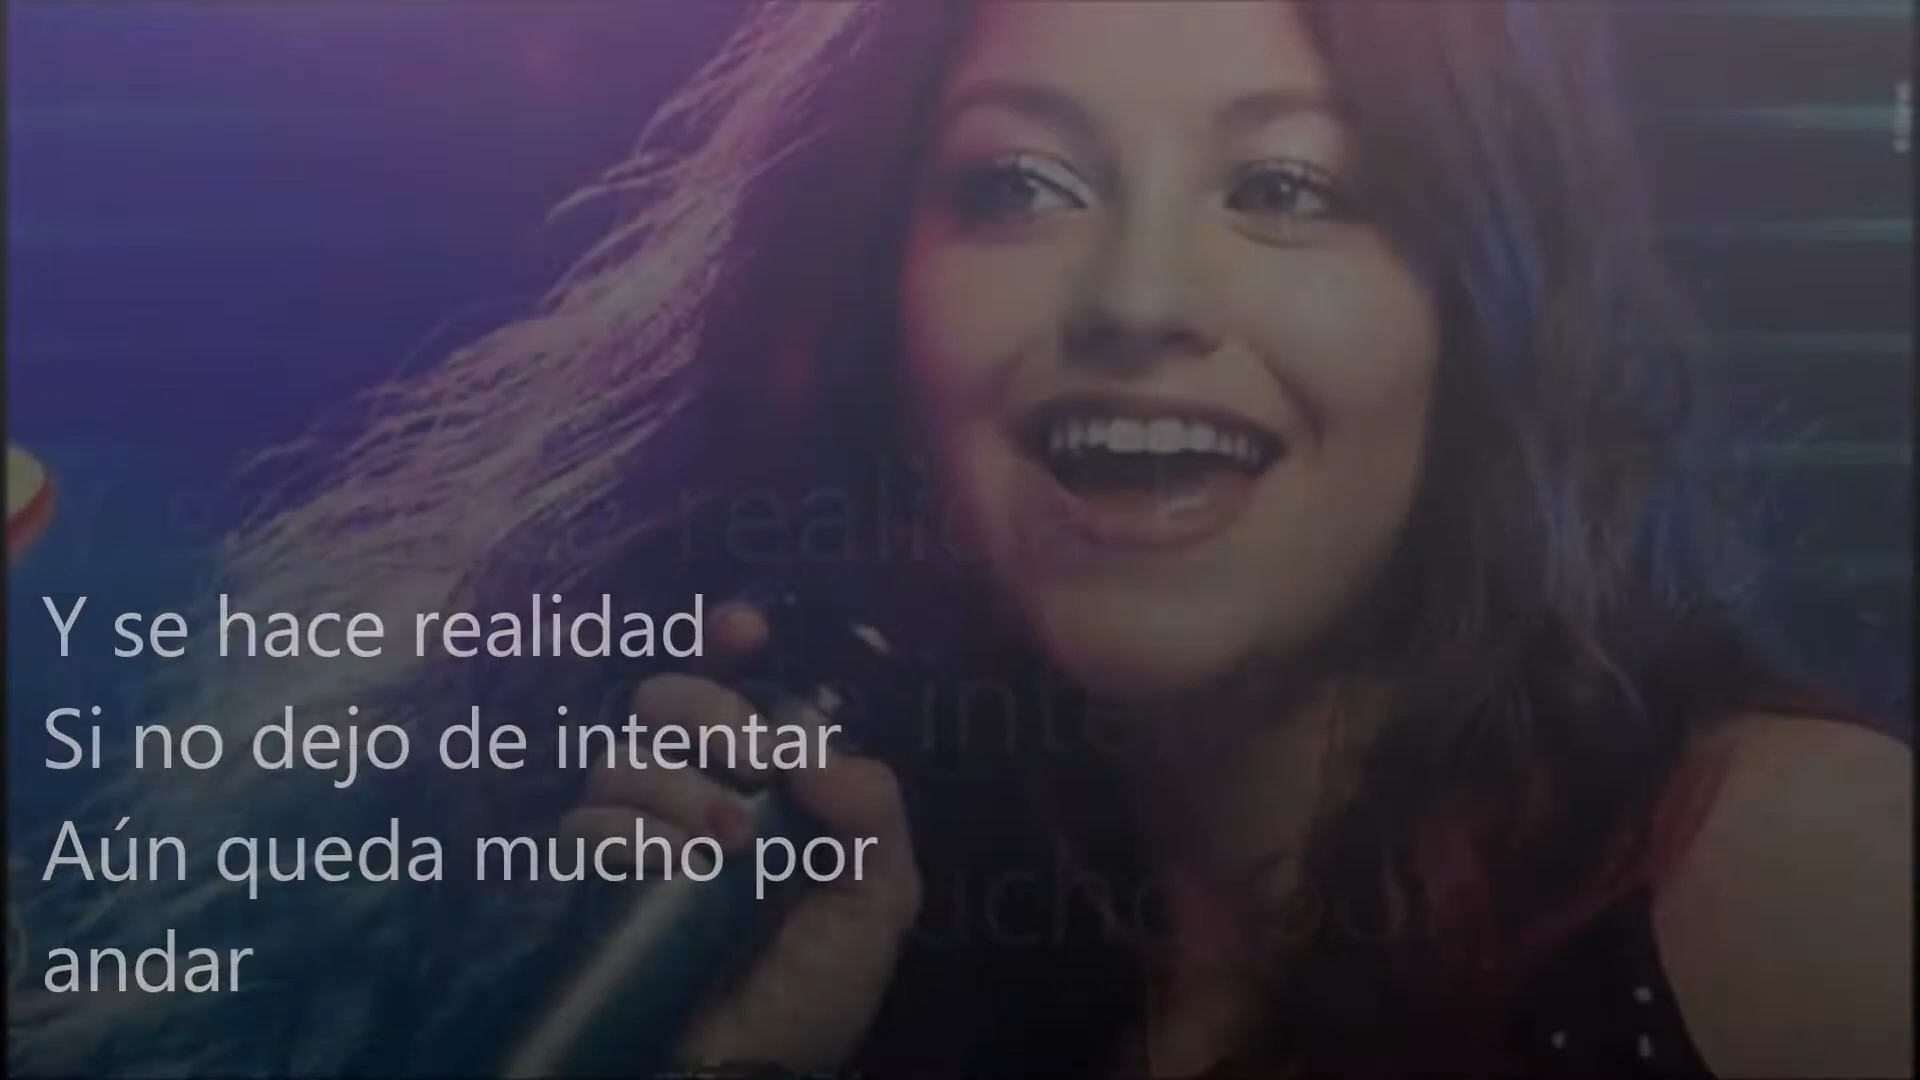 Y se hace realidad
Si no dejo de intentar
Aún queda mucho por
andar